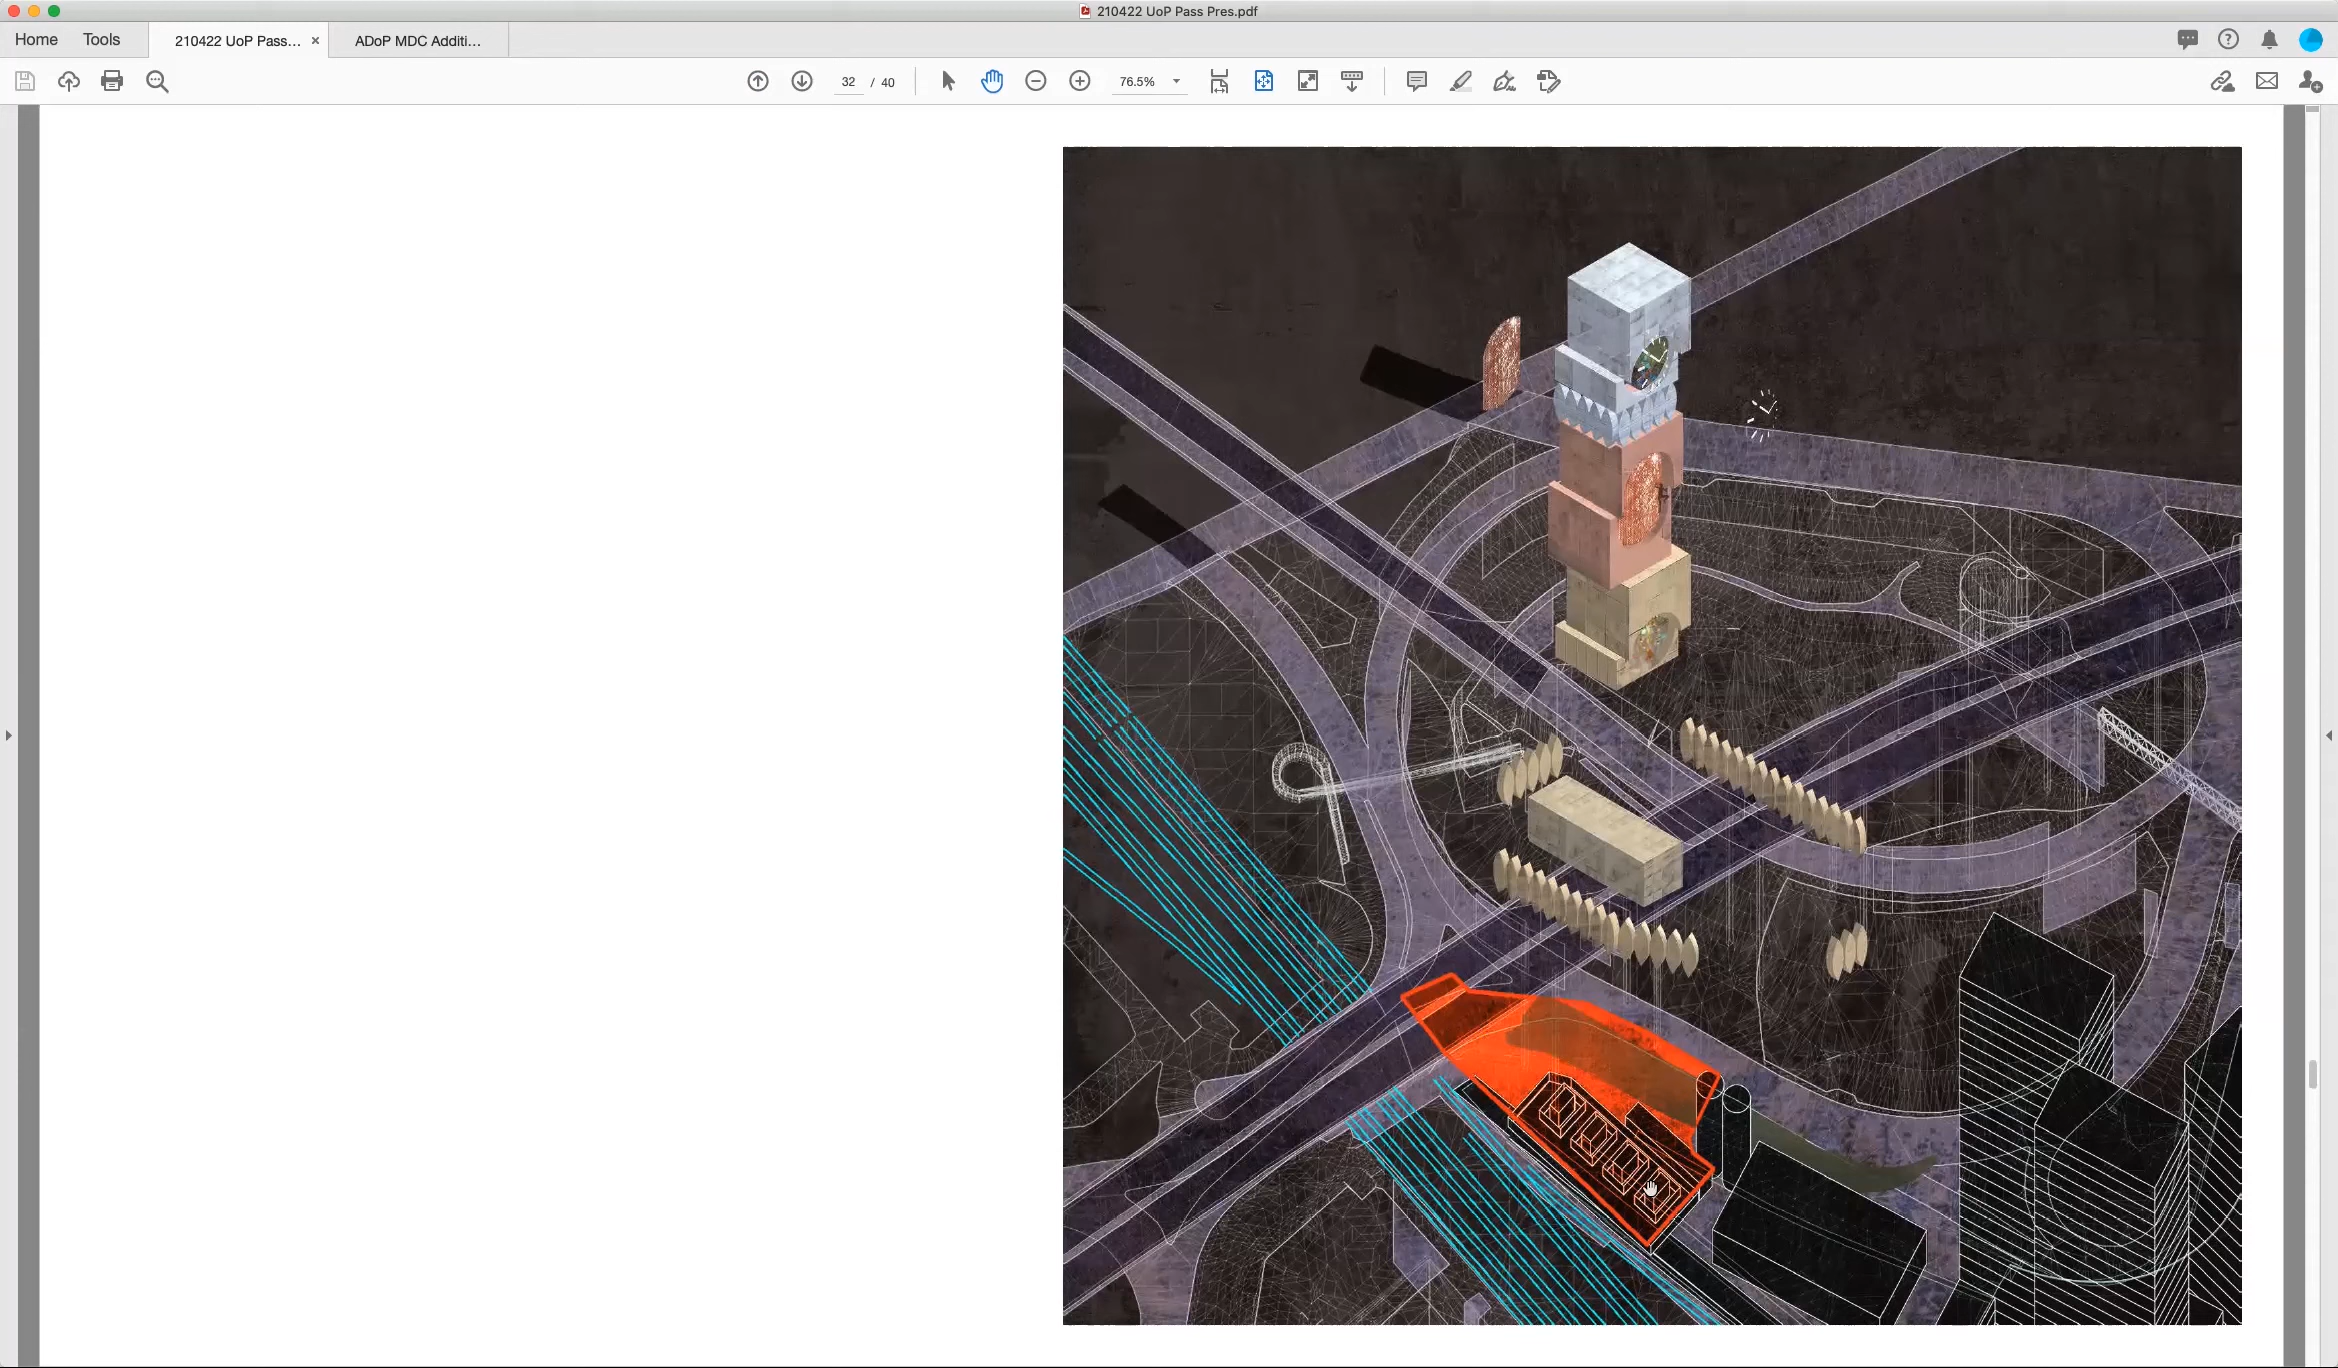 210422 UoP Pass Pres.pdf
Home Tools 210422 UoP Pass... × ADoP MDC Additi...
32 / 40 76.5%